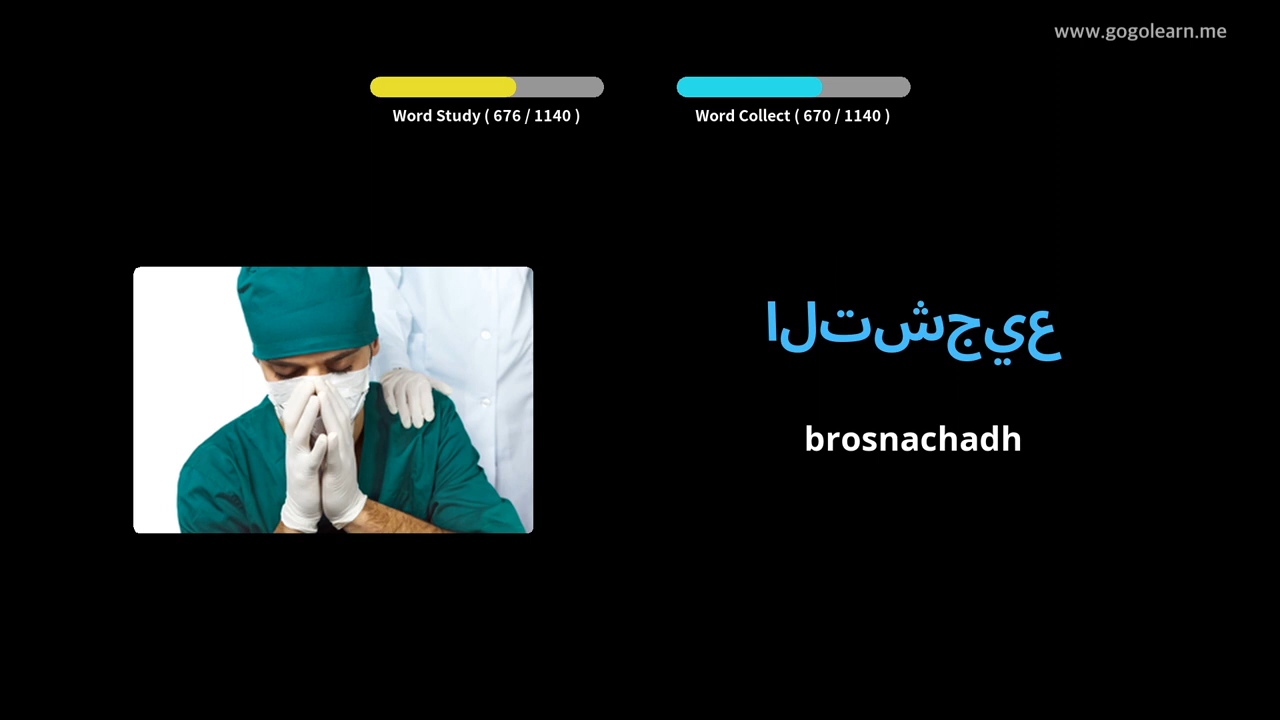 www.gogolearn.me
Word Study ( 676 / 1140 )
Word Collect ( 670 / 1140 )
التشجيع
brosnachadh